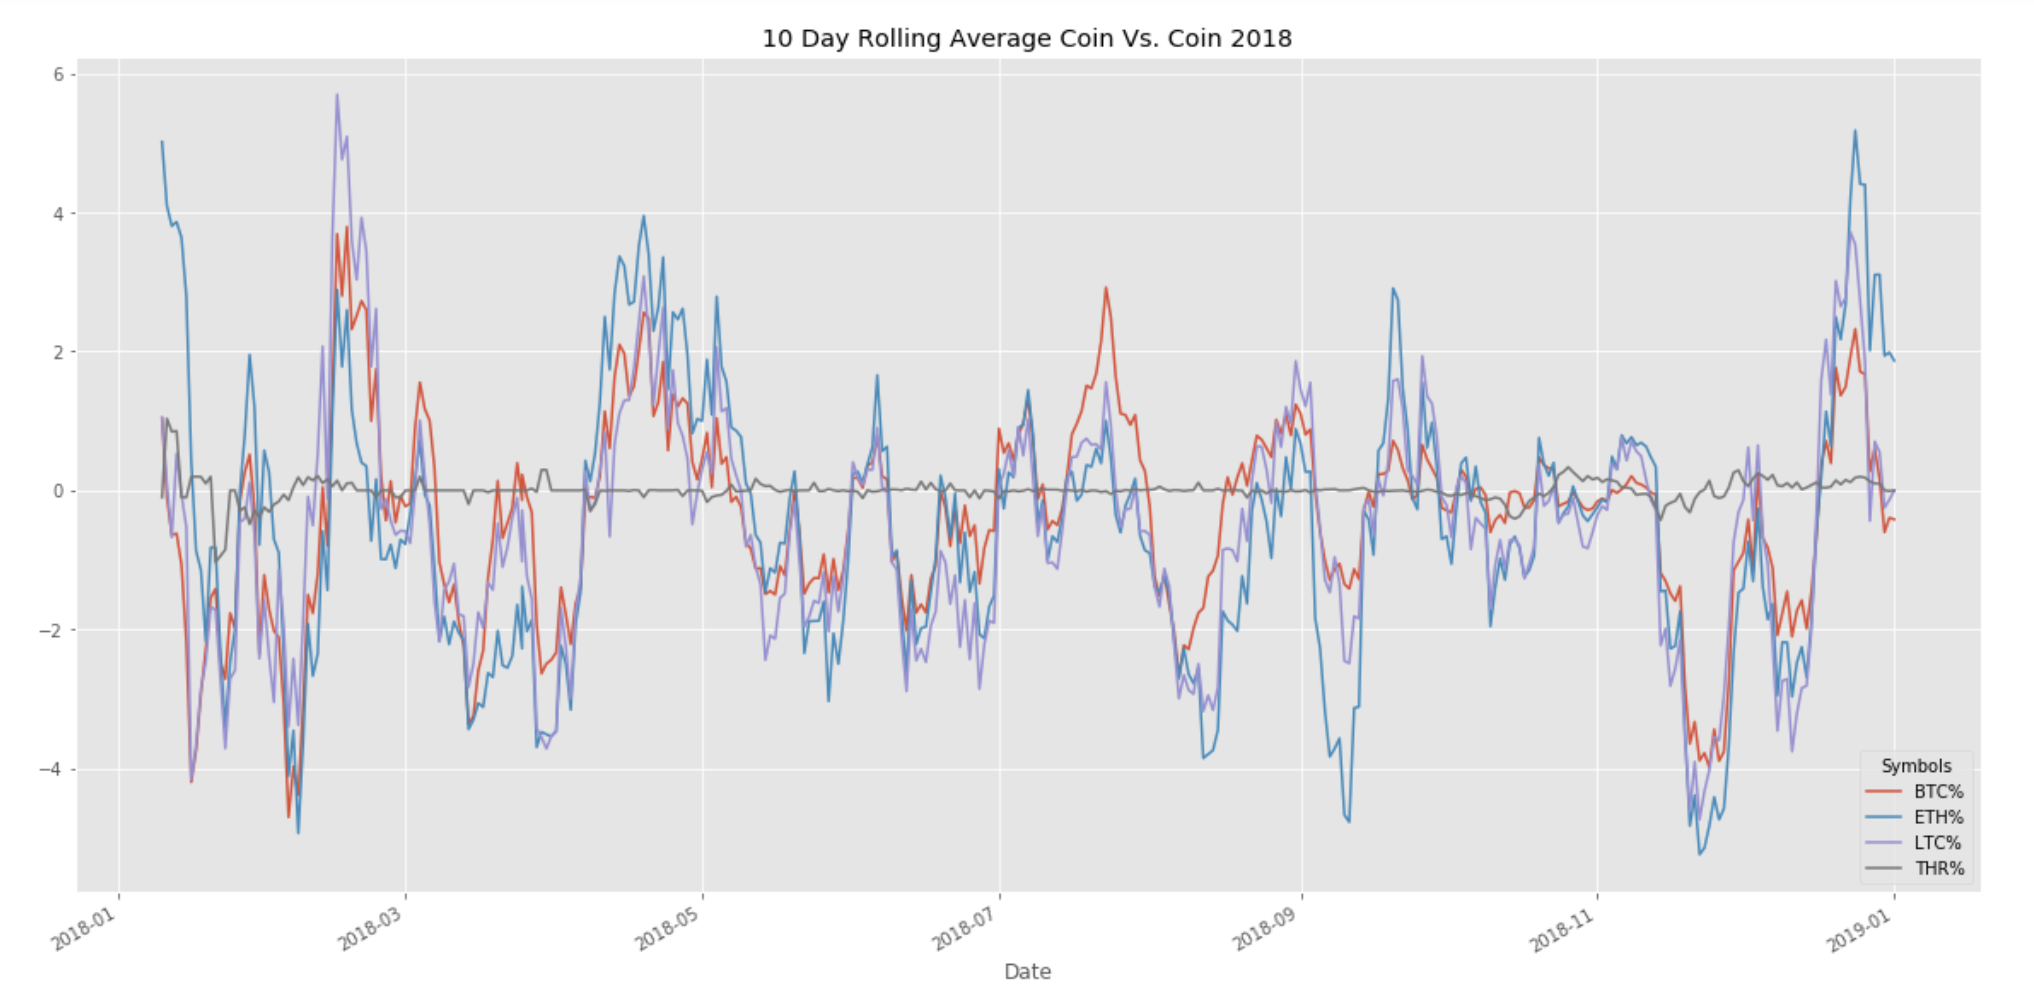 10 Day Rolling Average Coin Vs. Coin 2018
6
4
2
0
−2
−4
Symbols
BTC%
ETH%
LTC%
THR%
2018-01
2018-03
2018-05
2018-07
2018-09
2018-11
2019-01
Date